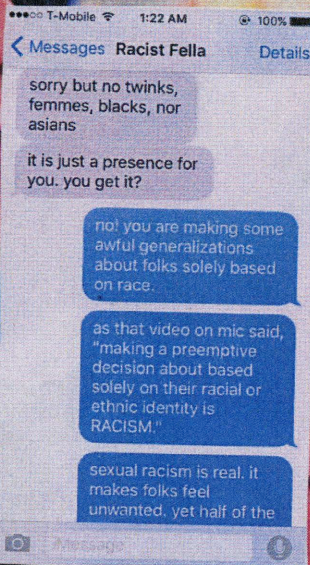 T-Mobile 1:22 AM 100%
Messages Racist Fella Details
sorry but no twinks,
femmes, blacks, nor
asians
it is just a presence for
you. you get it?
no! you are making some
awful generalizations
about folks solely based
on race.
as that video on mic said,
"making a preemptive
decision about based
solely on their racial or
ethnic identity is
RACISM."
sexual racism is real. it
makes folks feel
unwanted. yet half of the
iMessage